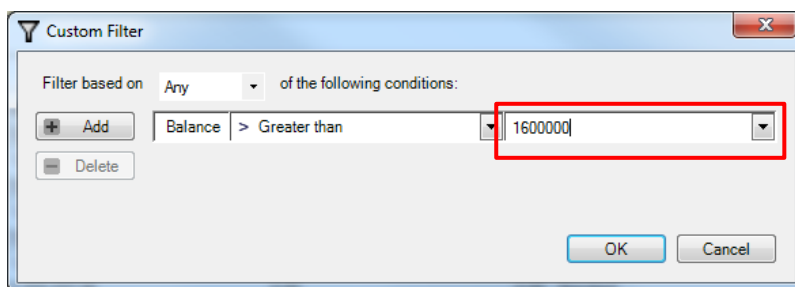 Custom Filter
Filter based on Any of the following conditions:
Add Balance > Greater than 1600000
Delete
OK Cancel